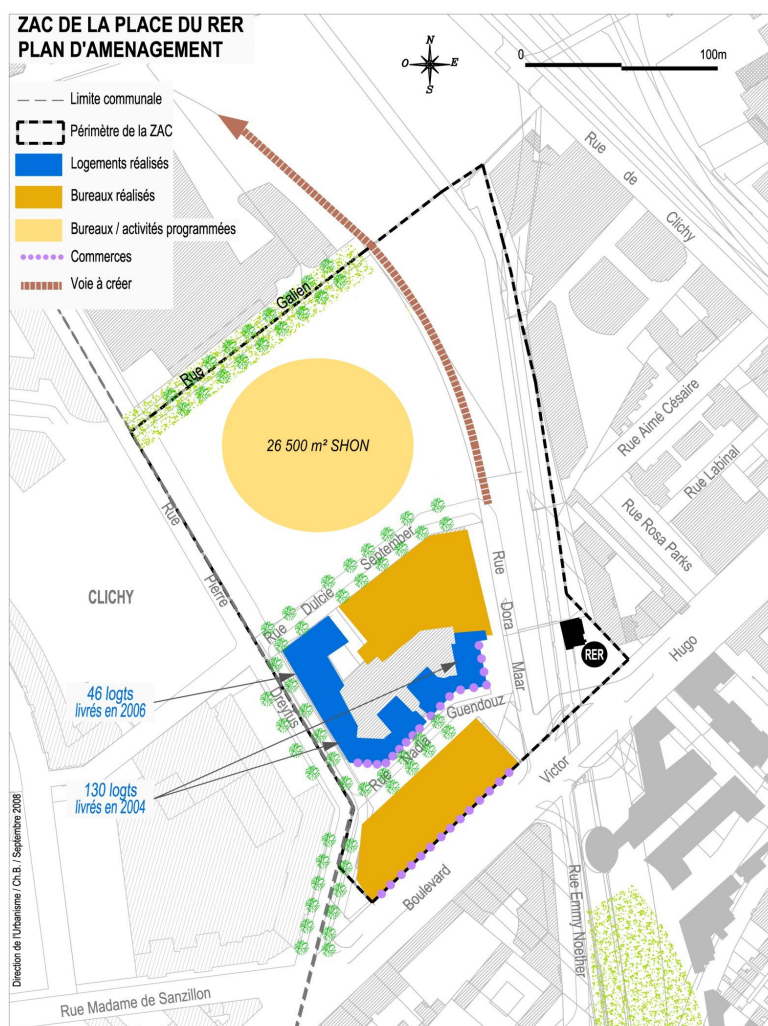 ZAC DE LA PLACE DU RER
PLAN D'AMENAGEMENT
N
O
E
S
0
100m
Limite communale
Périmètre de la ZAC
Logements réalisés
Bureaux réalisés
Bureaux / activités programmées
Commerces
Voie à créer
Rue de Clichy
Rue Galien
26 500 m² SHON
Rue Aimé Césaire
Rue Labinal
Rue Rosa Parks
Rue Pierre Dreyfus
Rue Dulcie September
Rue Dora Maar
CLICHY
RER
46 logts
livrés en 2006
Rue Nadia Guendouz
130 logts
livrés en 2004
Boulevard Victor Hugo
Rue Emmy Noether
Rue Madame de Sanzillon
Direction de l'Urbanisme / Ch.B. / Septembre 2008